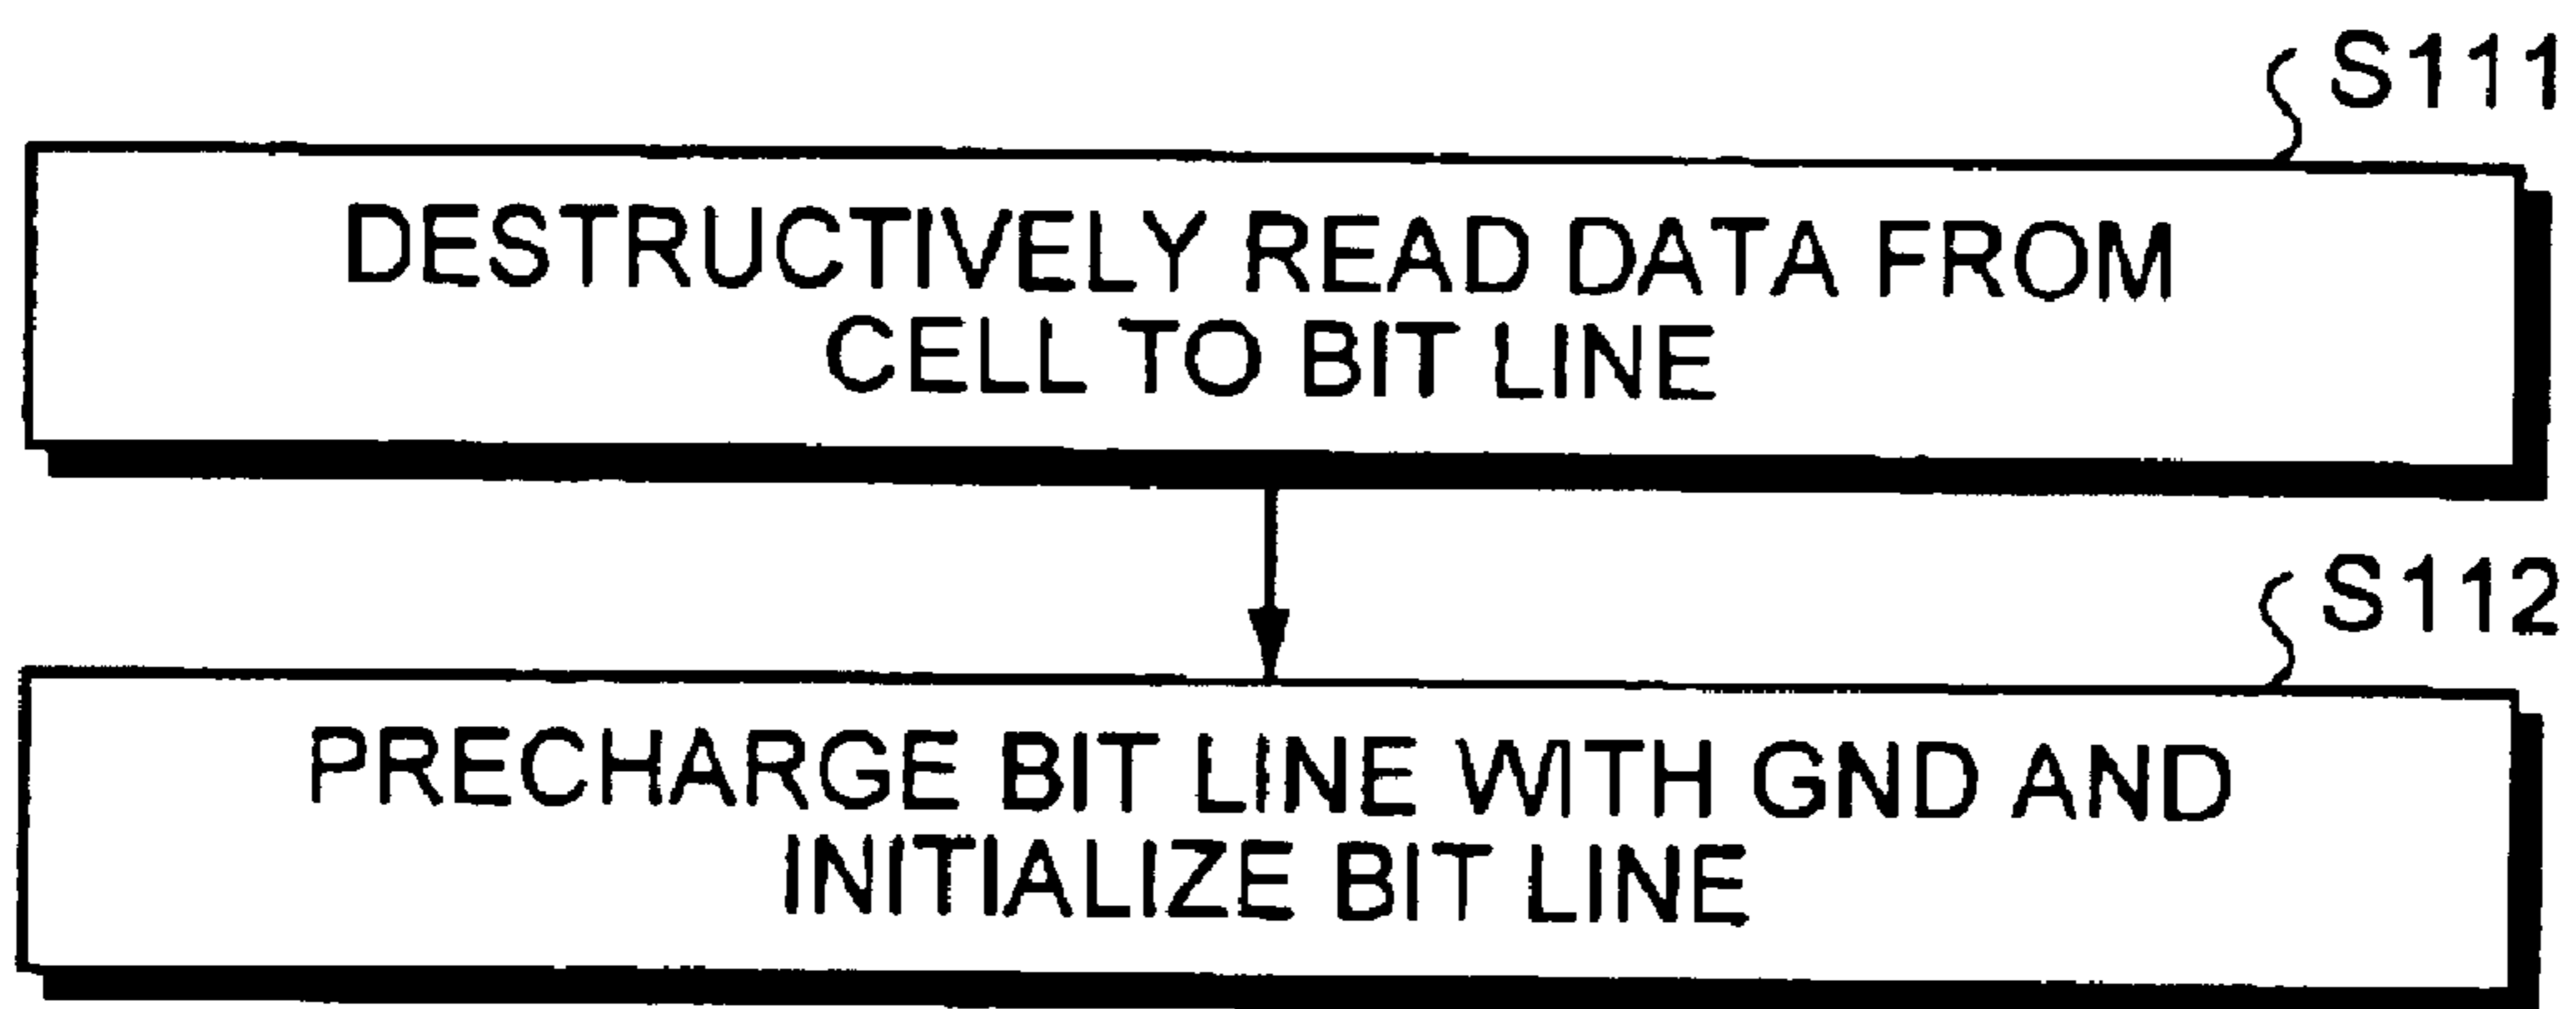 S111
DESTRUCTIVELY READ DATA FROM
CELL TO BIT LINE
S112
PRECHARGE BIT LINE WITH GND AND
INITIALIZE BIT LINE